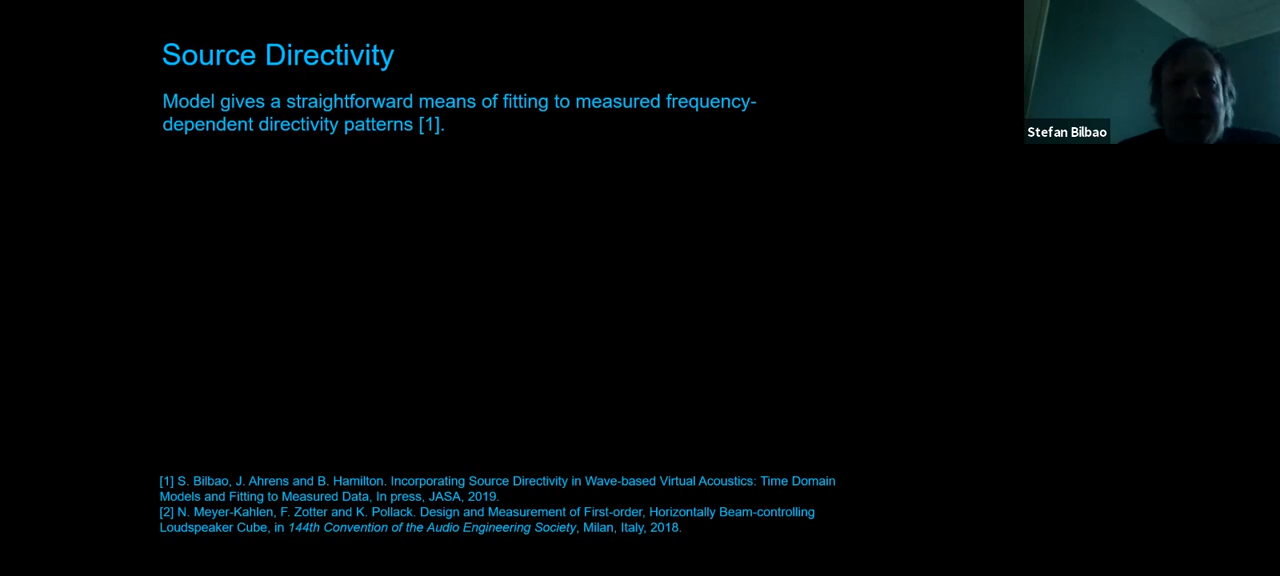 Source Directivity
Model gives a straightforward means of fitting to measured frequency-
dependent directivity patterns [1].
Stefan Bilbao
[1] S. Bilbao, J. Ahrens and B. Hamilton. Incorporating Source Directivity in Wave-based Virtual Acoustics: Time Domain
Models and Fitting to Measured Data, In press, JASA, 2019.
[2] N. Meyer-Kahlen, F. Zotter and K. Pollack. Design and Measurement of First-order, Horizontally Beam-controlling
Loudspeaker Cube, in 144th Convention of the Audio Engineering Society, Milan, Italy, 2018.